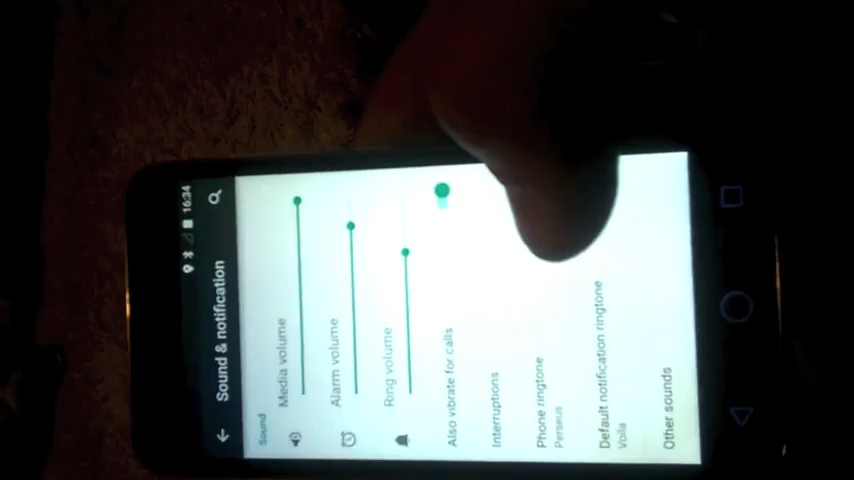 16:34
Sound & notification
Sound
Media volume
Alarm volume
Ring volume
Also vibrate for calls
Interruptions
Phone ringtone
Perseus
Default notification ringtone
Voila
Other sounds